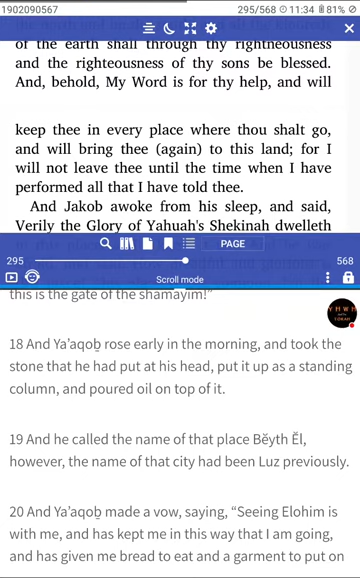 1902090567 295/568 11:34 81%
of the earth shall through thy righteousness
and the righteousness of thy sons be blessed.
And, behold, My Word is for thy help, and will
keep thee in every place where thou shalt go,
and will bring thee (again) to this land; for I
will not leave thee until the time when I have
performed all that I have told thee.
And Jakob awoke from his sleep, and said,
Verily the Glory of Yahuah's Shekinah dwelleth
PAGE
295 568
Scroll mode
this is the gate of the shamayim!"
18 And Ya'aqoḇ rose early in the morning, and took the
stone that he had put at his head, put it up as a standing
column, and poured oil on top of it.
19 And he called the name of that place Bĕyth Ĕl,
however, the name of that city had been Luz previously.
20 And Ya'aqoḇ made a vow, saying, “Seeing Elohim is
with me, and has kept me in this way that I am going,
and has given me bread to eat and a garment to put on